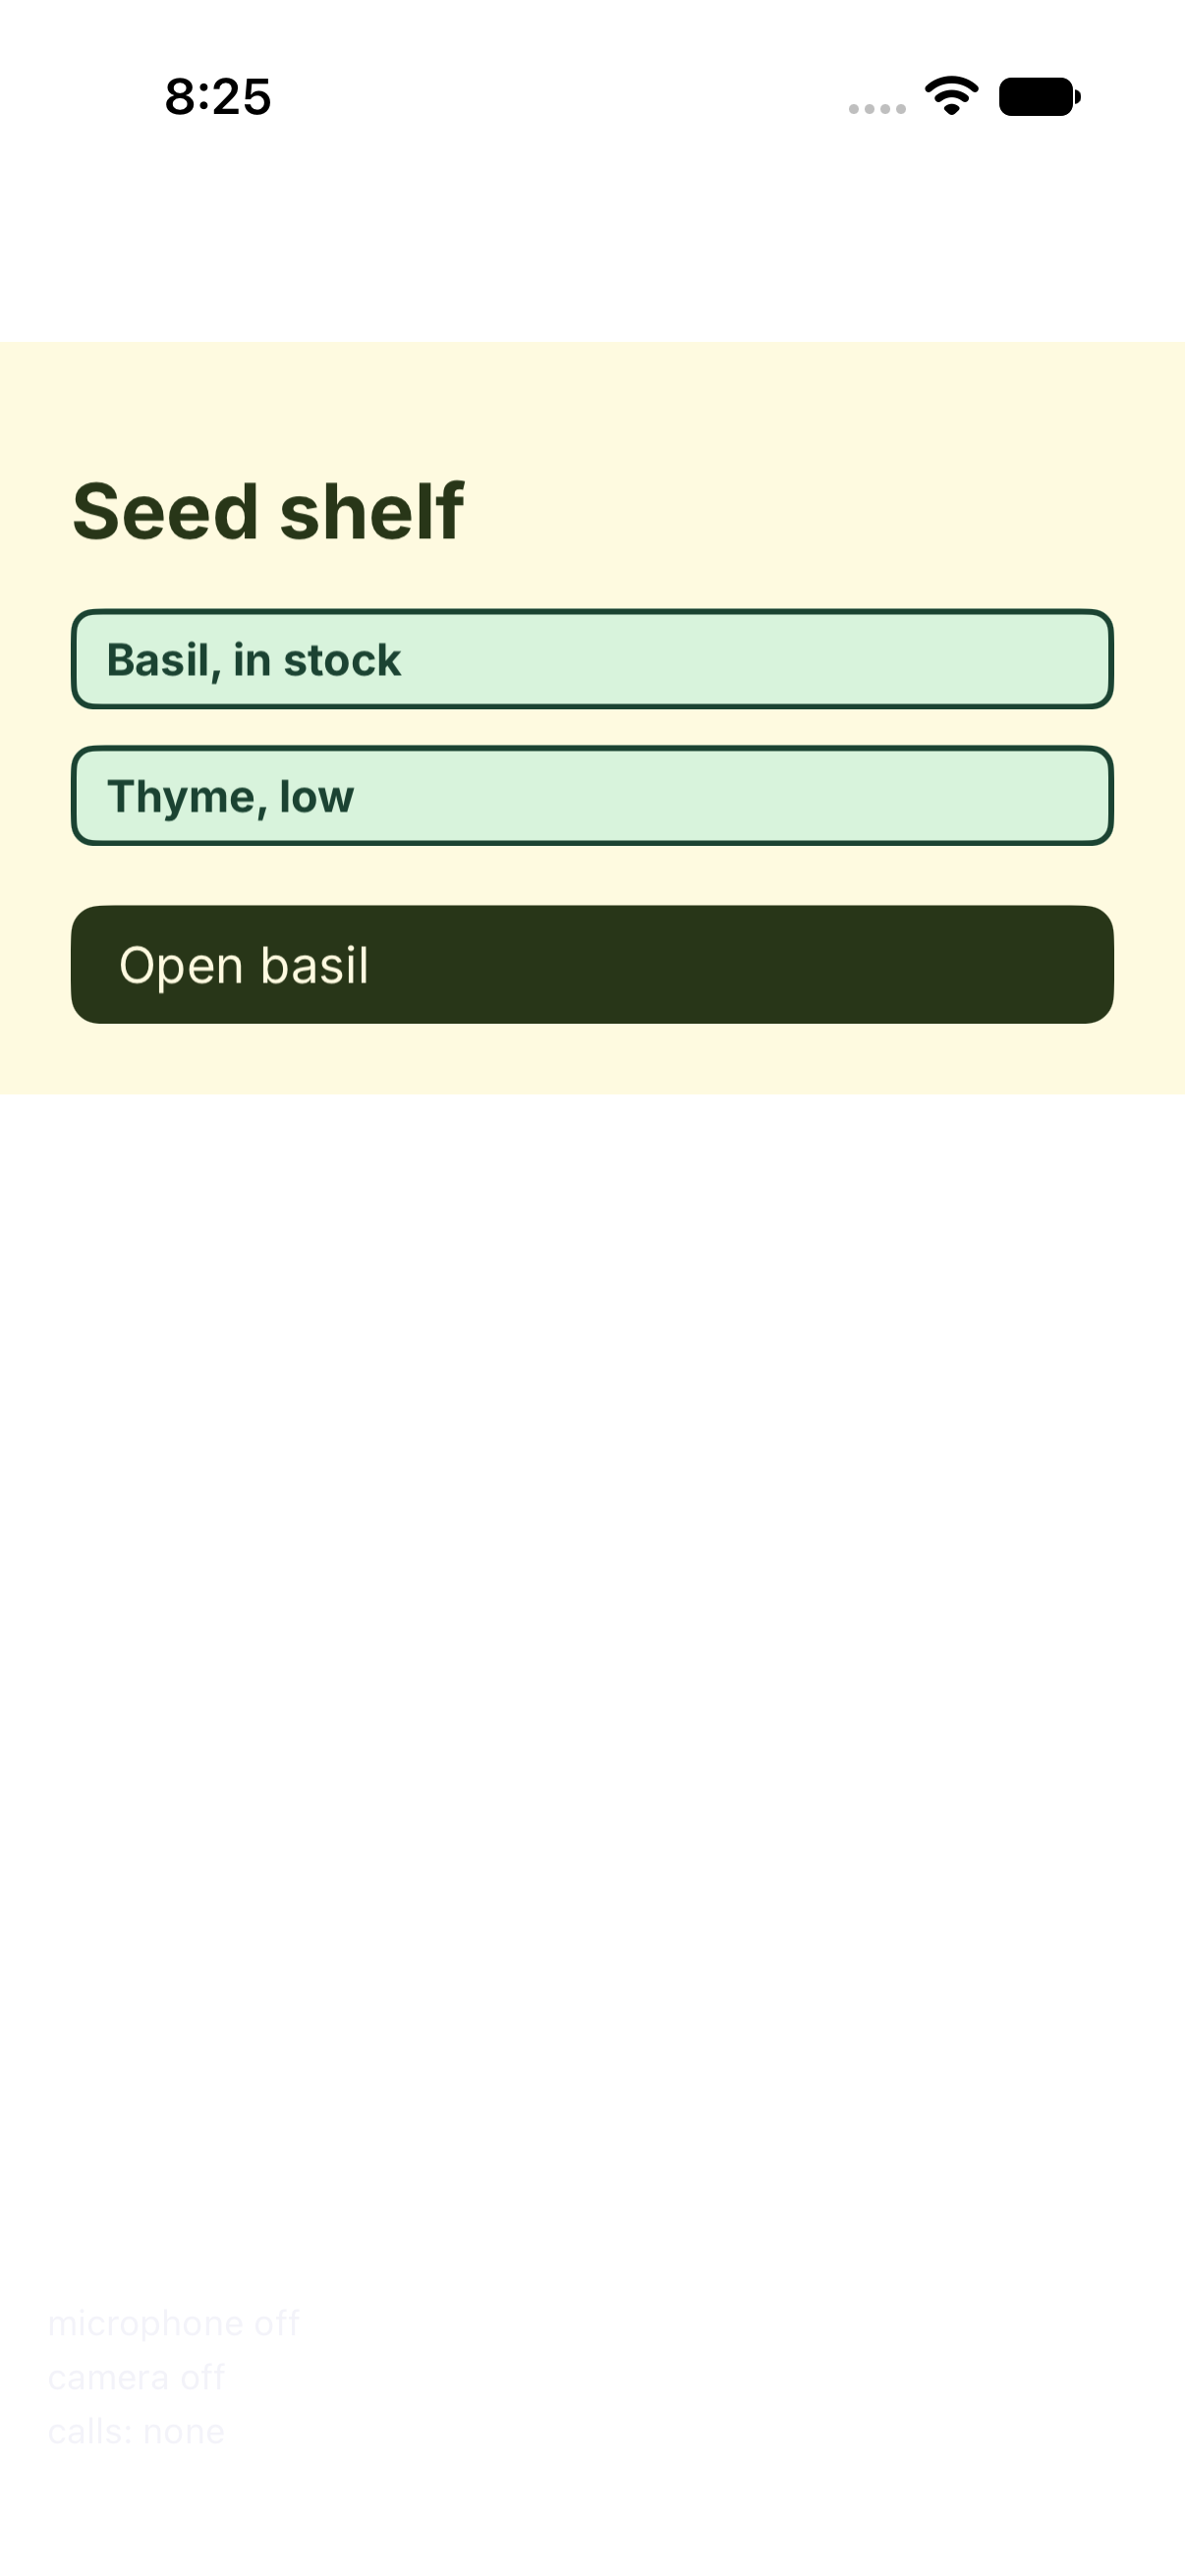 8:25
Seed shelf
Basil, in stock
Thyme, low
Open basil
microphone off
camera off
calls: none